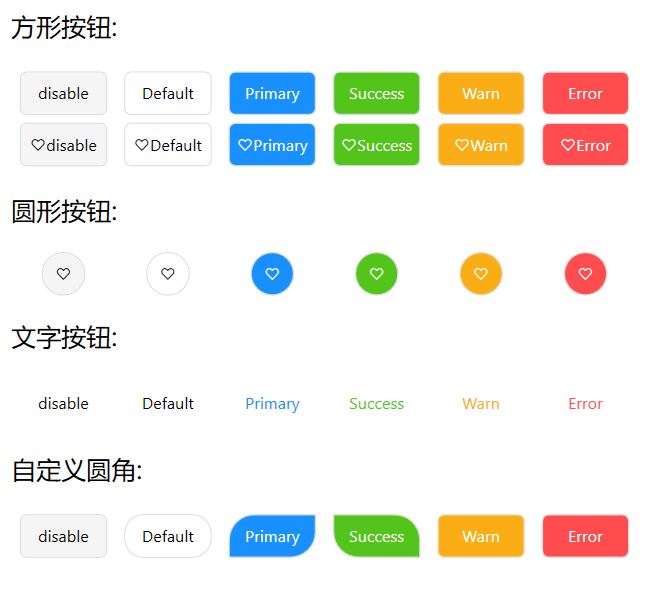 方形按钮:
disable Default Primary Success Warn Error
♡disable ♡Default ♡Primary ♡Success ♡Warn ♡Error
圆形按钮:
♡ ♡ ♡ ♡ ♡ ♡
文字按钮:
disable Default Primary Success Warn Error
自定义圆角:
disable Default Primary Success Warn Error